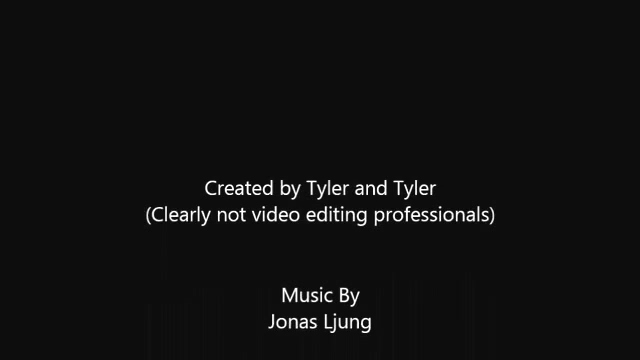 Created by Tyler and Tyler
(Clearly not video editing professionals)
Music By
Jonas Ljung